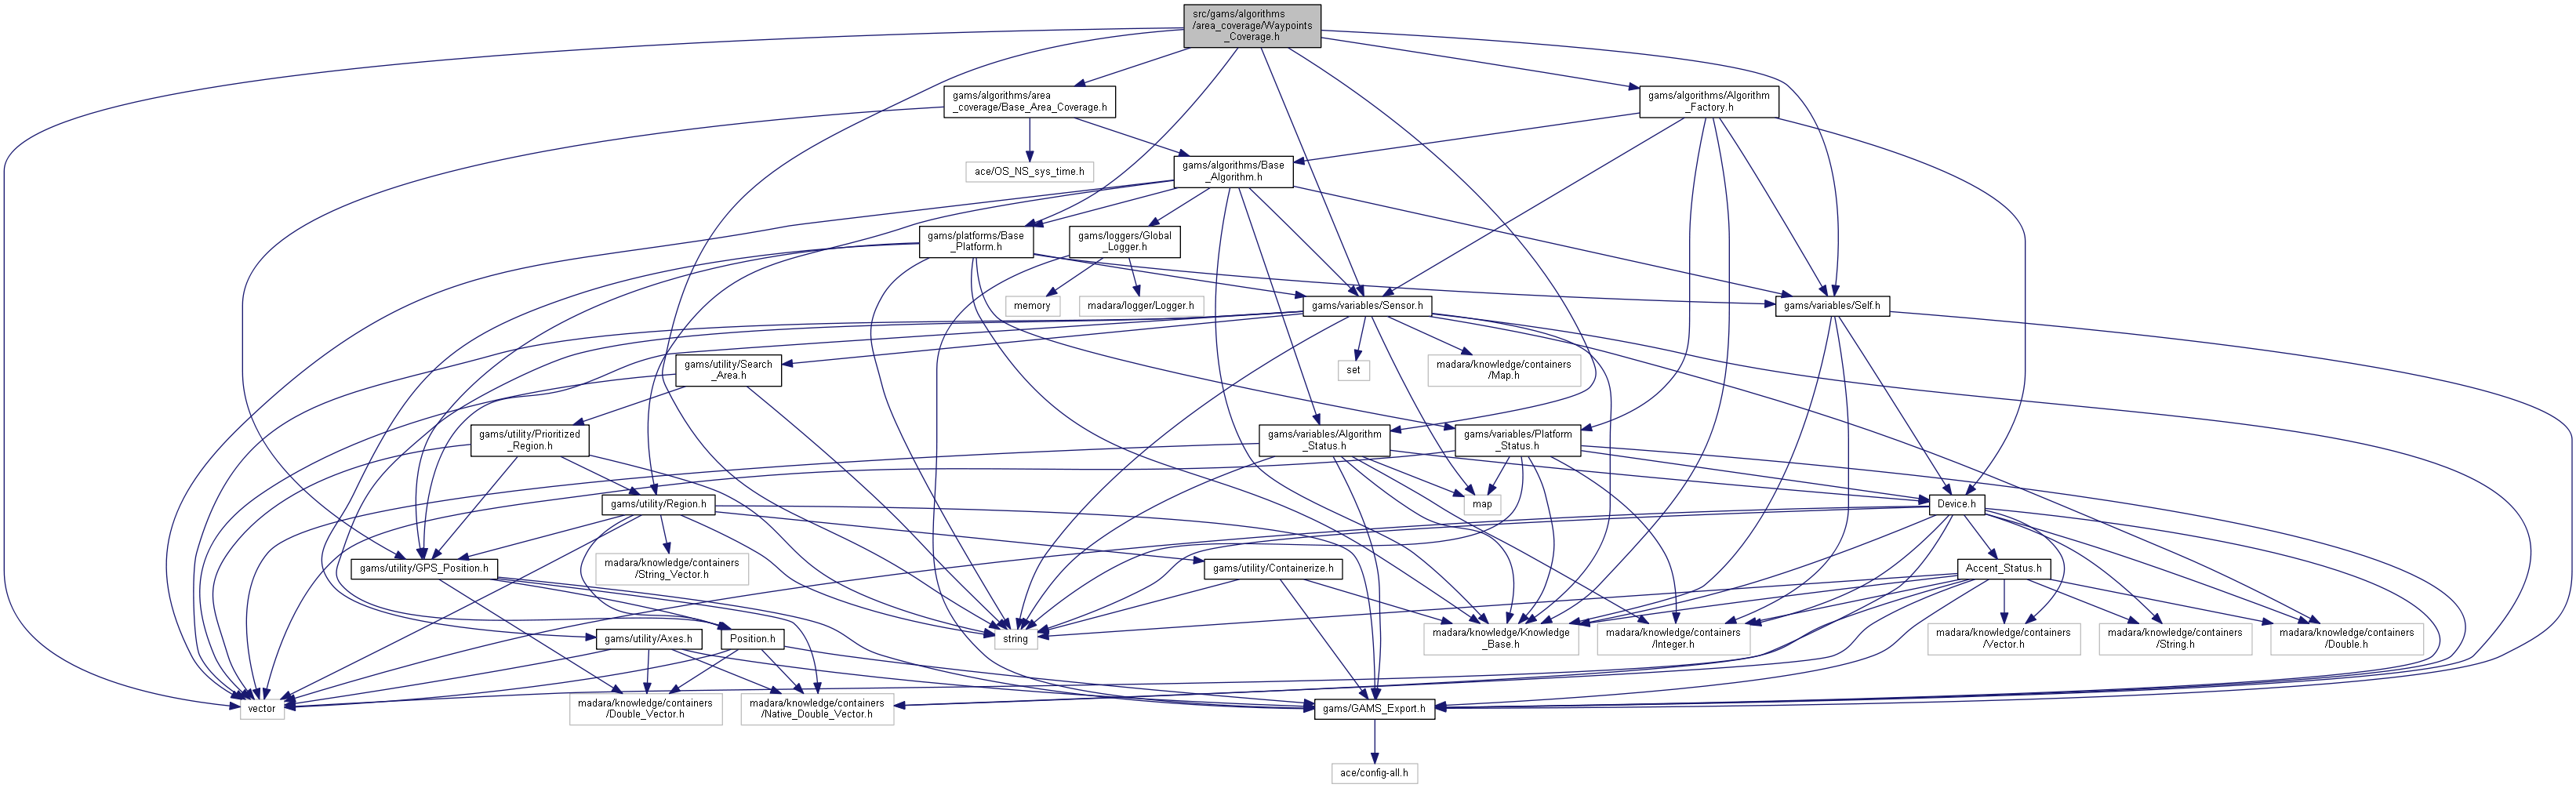 src/gams/algorithms
/area_coverage/Waypoints
_Coverage.h
gams/algorithms/area
_coverage/Base_Area_Coverage.h
gams/algorithms/Algorithm
_Factory.h
ace/OS_NS_sys_time.h
gams/algorithms/Base
_Algorithm.h
gams/platforms/Base
_Platform.h
gams/loggers/Global
_Logger.h
memory
madara/logger/Logger.h
gams/variables/Sensor.h
gams/variables/Self.h
gams/utility/Search
_Area.h
set
madara/knowledge/containers
/Map.h
gams/utility/Prioritized
_Region.h
gams/variables/Algorithm
_Status.h
gams/variables/Platform
_Status.h
gams/utility/Region.h
map
Device.h
gams/utility/GPS_Position.h
madara/knowledge/containers
/String_Vector.h
gams/utility/Containerize.h
Accent_Status.h
gams/utility/Axes.h
Position.h
string
madara/knowledge/Knowledge
_Base.h
madara/knowledge/containers
/Integer.h
madara/knowledge/containers
/Vector.h
madara/knowledge/containers
/String.h
madara/knowledge/containers
/Double.h
vector
madara/knowledge/containers
/Double_Vector.h
madara/knowledge/containers
/Native_Double_Vector.h
gams/GAMS_Export.h
ace/config-all.h